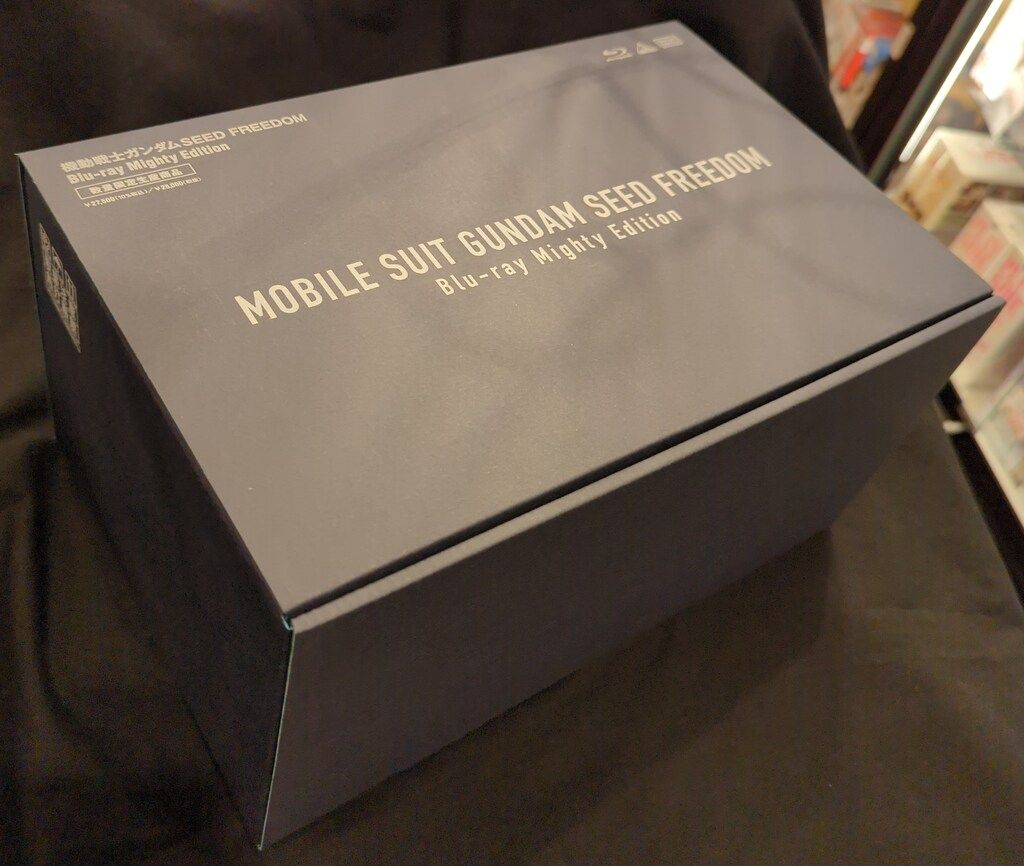 機動戦士ガンダムSEED FREEDOM
Blu-ray Mighty Edition
数量限定生産商品
MOBILE SUIT GUNDAM SEED FREEDOM
Blu-ray Mighty Edition